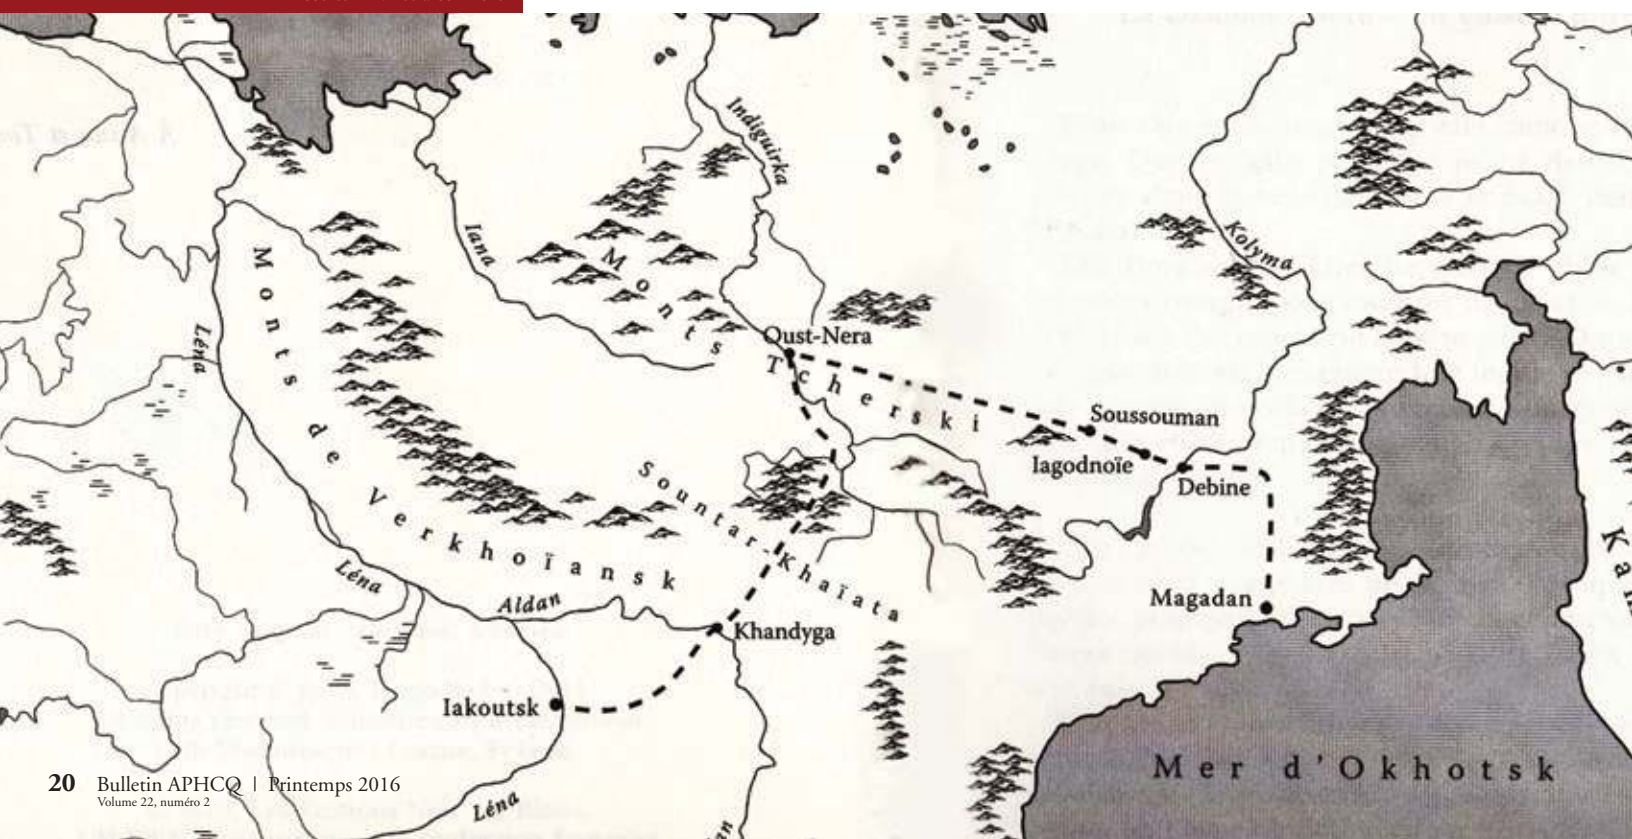 Indiguirka
Iana
Kolyma
Monts de Verkhoïansk
Monts Tcherski
Léna
Oust-Nera
Soussouman
Iagodnoïe
Debine
Sountar-Khaïata
Léna
Aldan
Magadan
Khandyga
Iakoutsk
Mer d'Okhotsk
Léna
20 Bulletin APHCQ | Printemps 2016
Volume 22, numéro 2